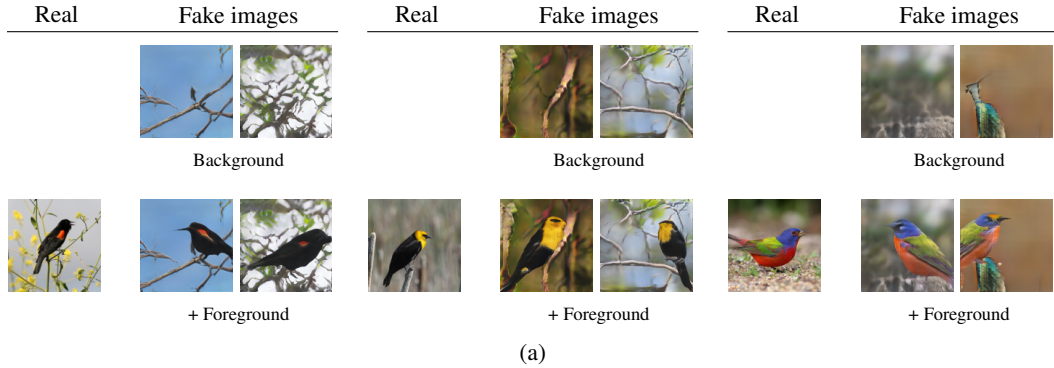 Real Fake images Real Fake images Real Fake images
Background Background Background
+ Foreground + Foreground + Foreground
(a)